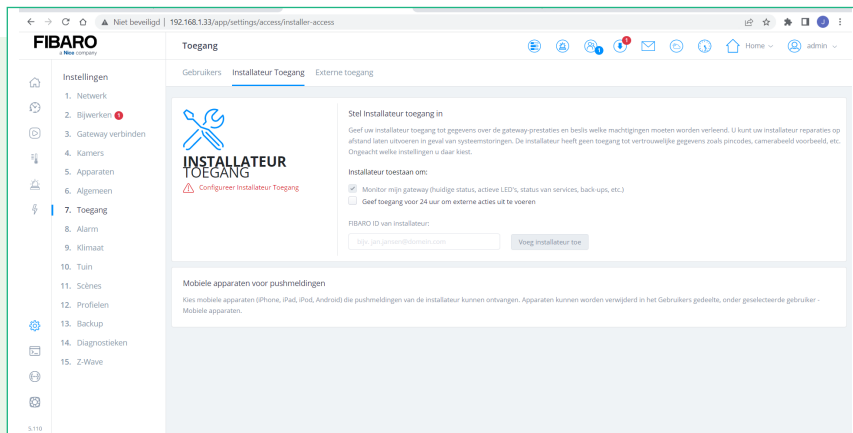 Niet beveiligd | 192.168.1.33/app/settings/access/installer-access
J
FIBARO
a Nice company
Toegang
1
1
Home
admin
Instellingen
1. Netwerk
2. Bijwerken 1
3. Gateway verbinden
4. Kamers
5. Apparaten
6. Algemeen
7. Toegang
8. Alarm
9. Klimaat
10. Tuin
11. Scènes
12. Profielen
13. Backup
14. Diagnostieken
15. Z-Wave
5.110
Gebruikers Installateur Toegang Externe toegang
INSTALLATEUR
TOEGANG
Configureer Installateur Toegang
Stel Installateur toegang in
Geef uw installateur toegang tot gegevens over de gateway-prestaties en beslis welke machtigingen moeten worden verleend. U kunt uw installateur reparaties op
afstand laten uitvoeren in geval van systeemstoringen. De installateur heeft geen toegang tot vertrouwelijke gegevens zoals pincodes, camerabeeld voorbeeld, etc.
Ongeacht welke instellingen u daar kiest.
Installateur toestaan om:
Monitor mijn gateway (huidige status, actieve LED's, status van services, back-ups, etc.)
Geef toegang voor 24 uur om externe acties uit te voeren
FIBARO ID van installateur:
bijv. jan.jansen@domein.com
Voeg installateur toe
Mobiele apparaten voor pushmeldingen
Kies mobiele apparaten (iPhone, iPad, iPod, Android) die pushmeldingen van de installateur kunnen ontvangen. Apparaten kunnen worden verwijderd in het Gebruikers gedeelte, onder geselecteerde gebruiker -
Mobiele apparaten.